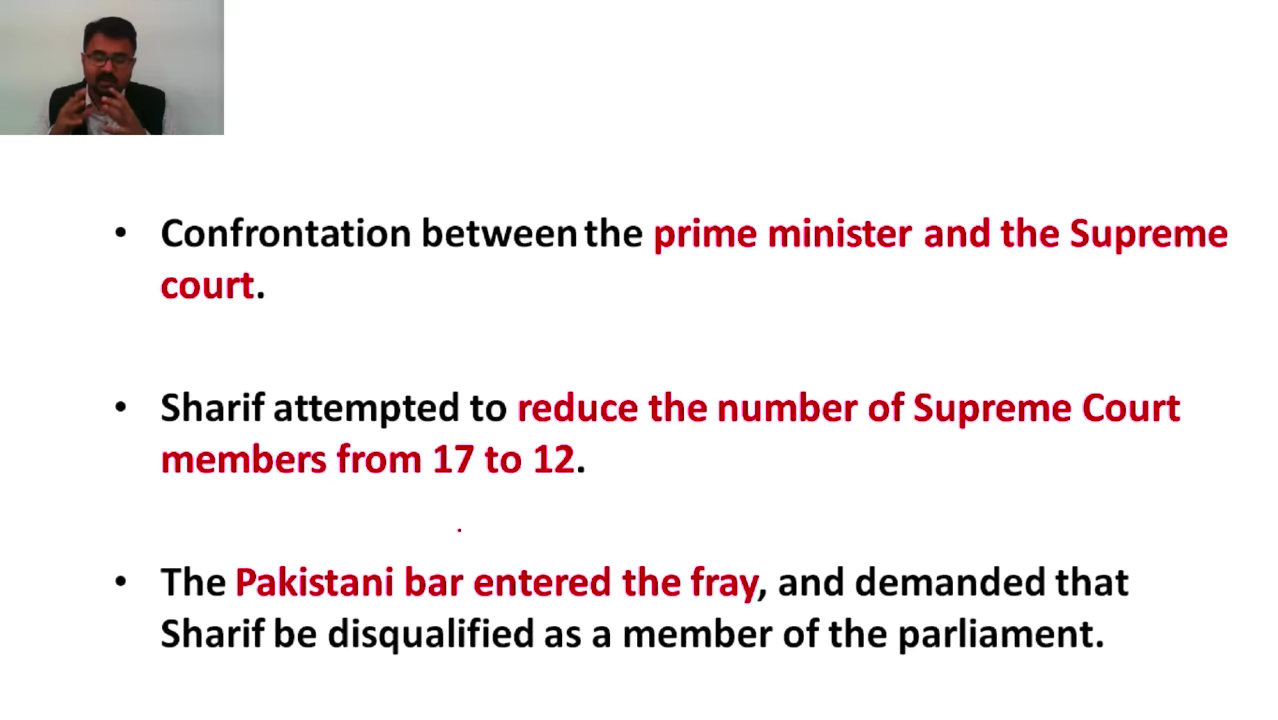 • Confrontation between the prime minister and the Supreme
court.
• Sharif attempted to reduce the number of Supreme Court
members from 17 to 12.
• The Pakistani bar entered the fray, and demanded that
Sharif be disqualified as a member of the parliament.